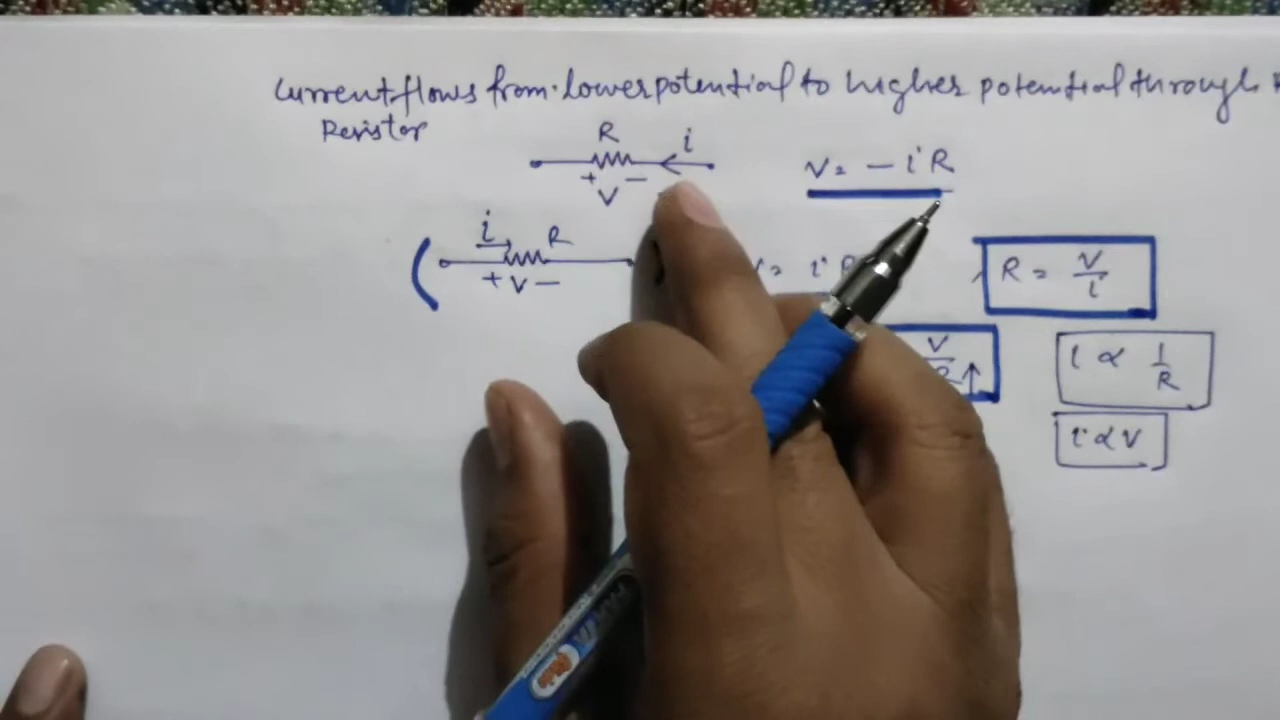 Current flows from lower potential to higher potential through
Resistor
R
i
+ V −
V = − i R
i
R
+ V −
V = i R
R = V / i
V
i ∝ 1 / R
i ∝ V